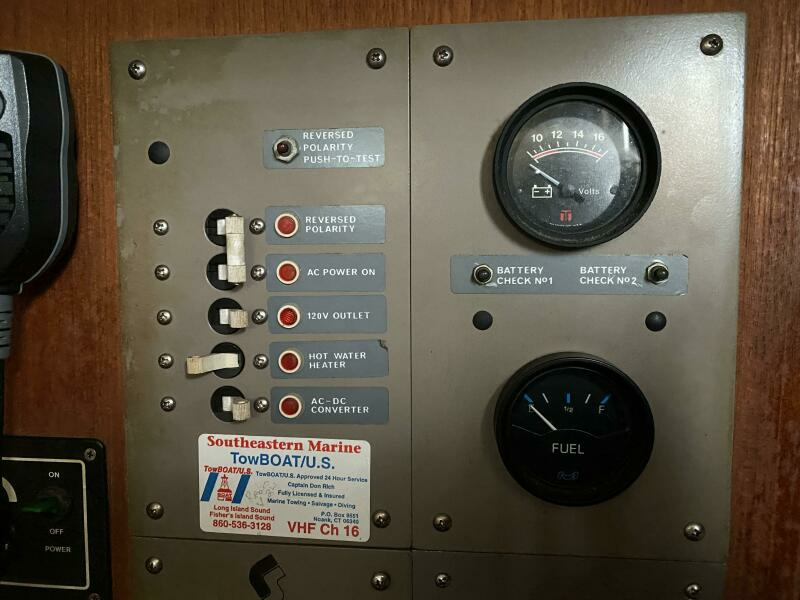 REVERSED
POLARITY
PUSH-TO-TEST
REVERSED
POLARITY
AC POWER ON
120V OUTLET
HOT WATER
HEATER
AC-DC
CONVERTER
Southeastern Marine
TowBOAT/U.S.
TowBOAT/U.S.
TowBOAT/U.S. Approved 24 Hour Service
Captain Don Rich
Fully Licensed & Insured
Marine Towing • Salvage • Diving
BOAT
Long Island Sound
Fisher's Island Sound
860-536-3128
P.O. Box 9551
Noank, CT 06340
VHF Ch 16
10 12 14 16
Volts
BATTERY
CHECK Nº1
BATTERY
CHECK Nº2
E 1/2 F
FUEL
ON
OFF
POWER